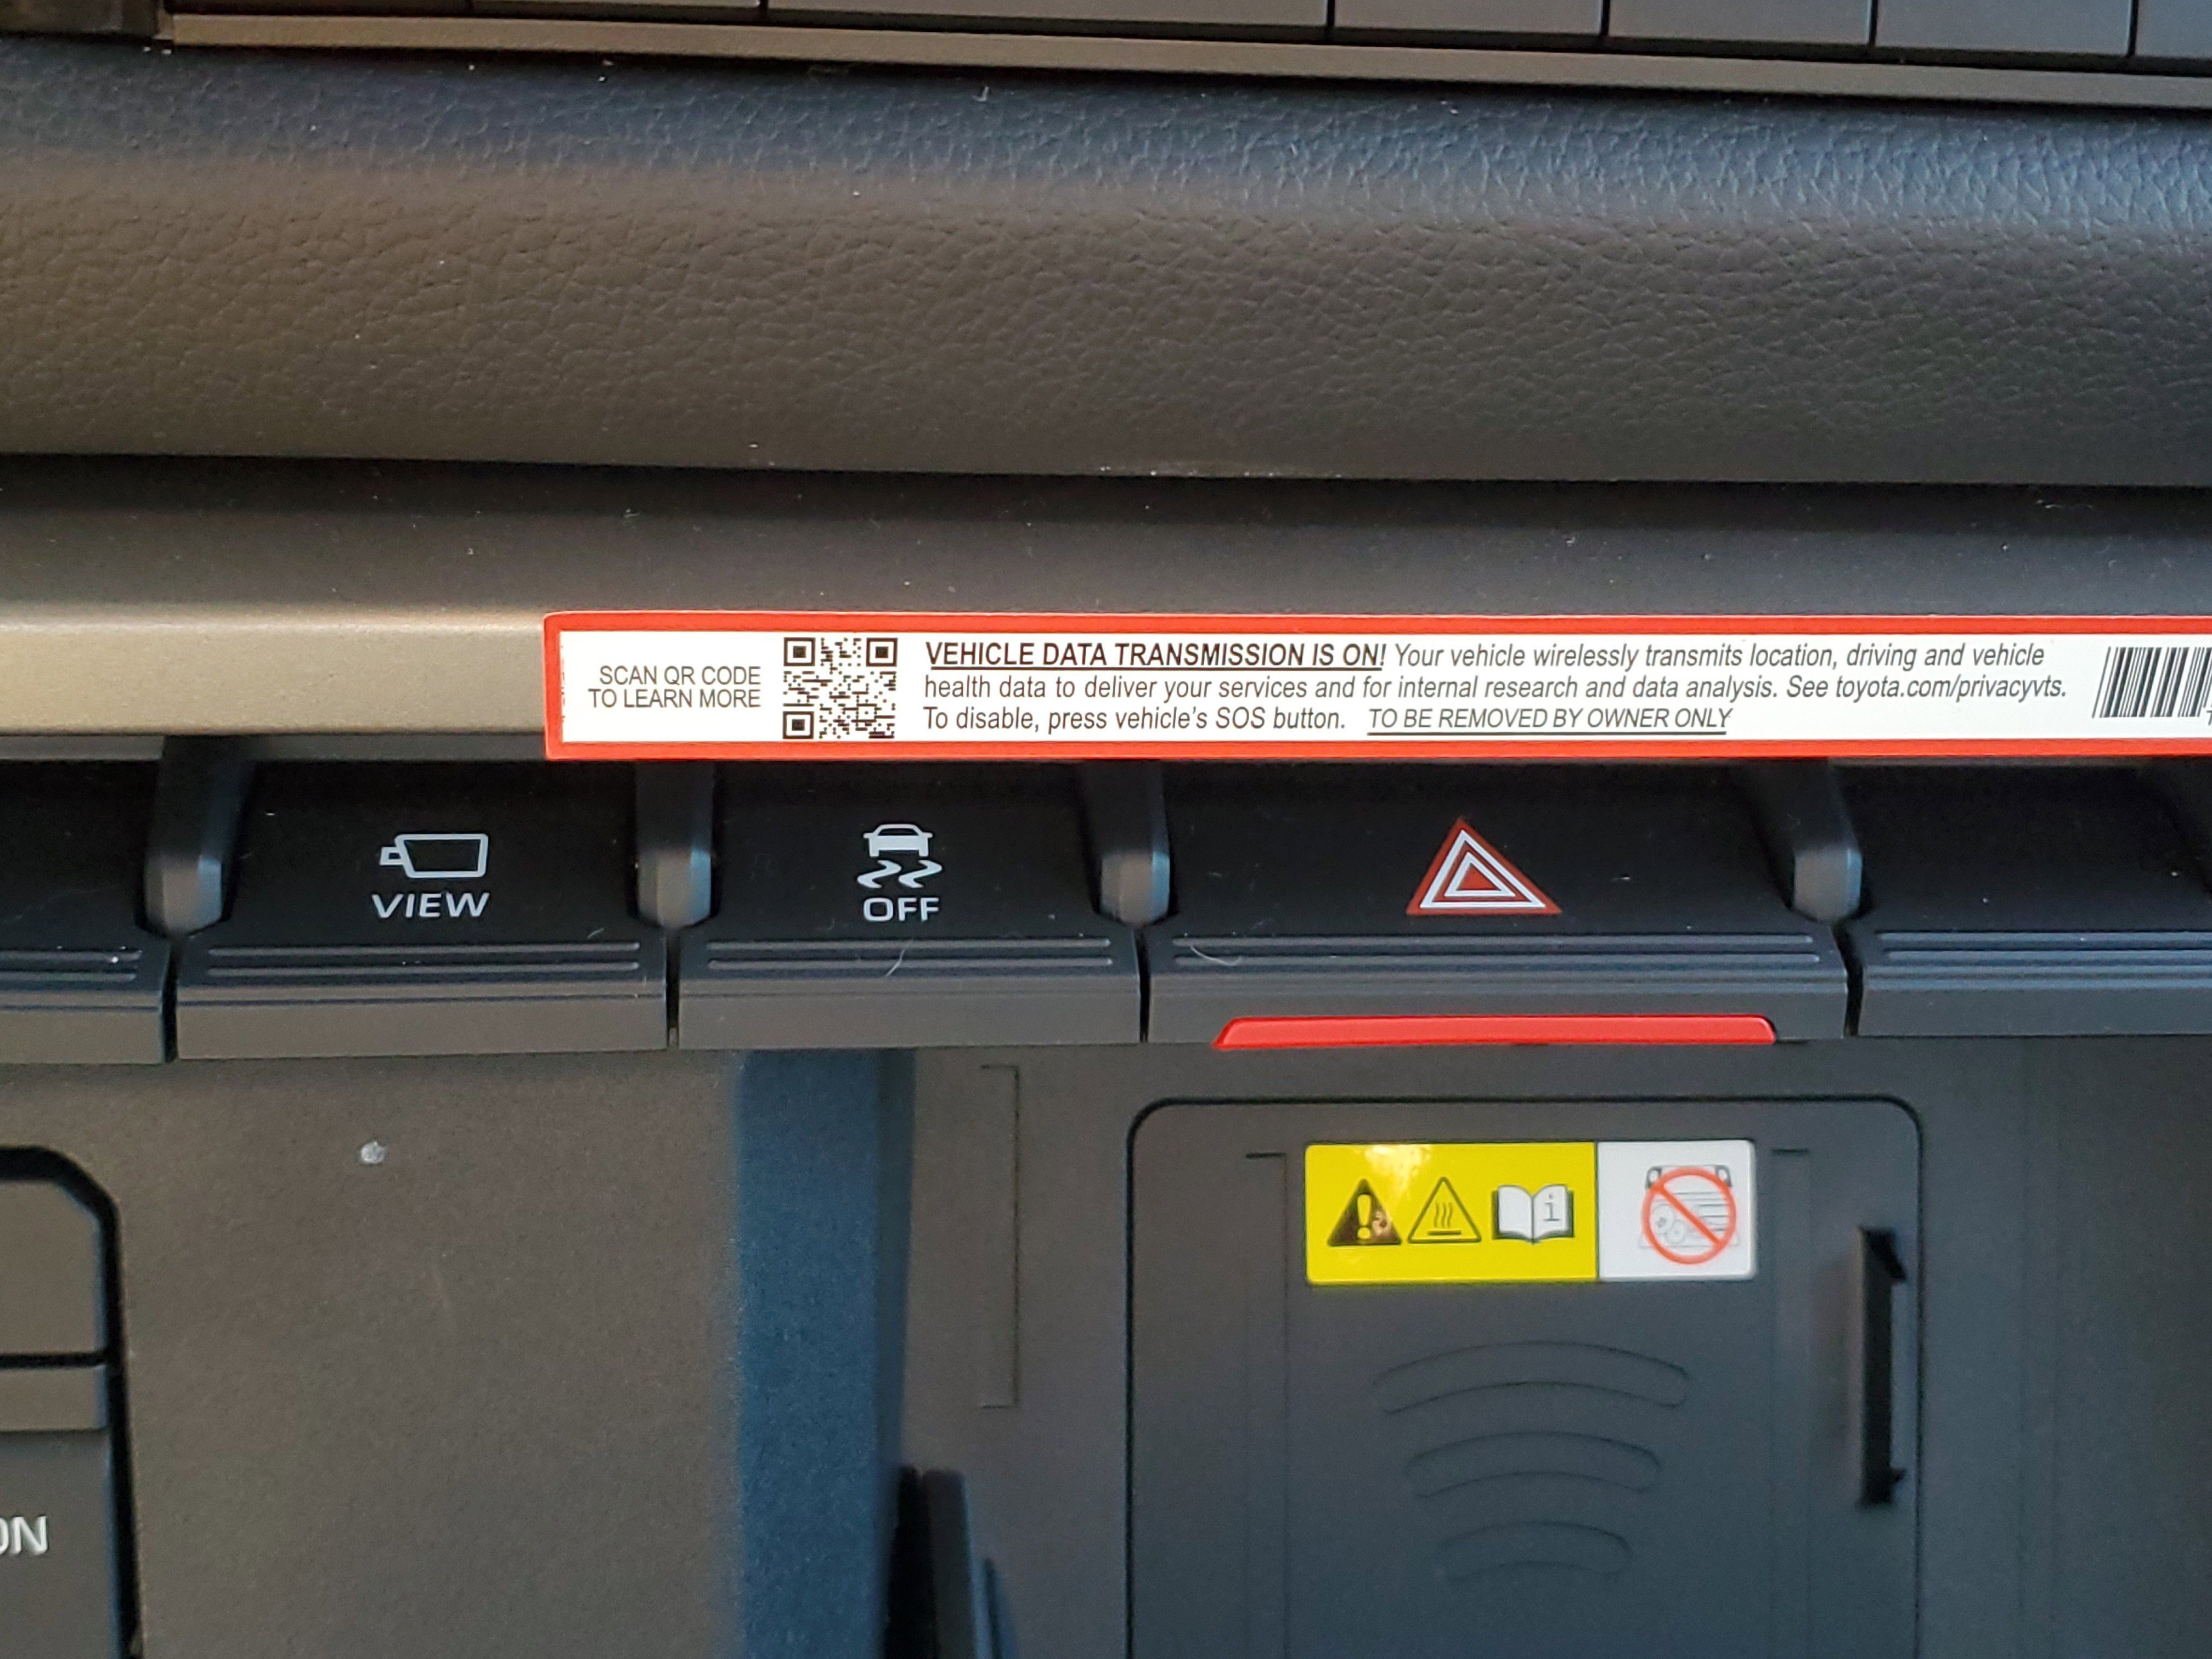 SCAN QR CODE
TO LEARN MORE
VEHICLE DATA TRANSMISSION IS ON! Your vehicle wirelessly transmits location, driving and vehicle
health data to deliver your services and for internal research and data analysis. See toyota.com/privacyvts.
To disable, press vehicle's SOS button. TO BE REMOVED BY OWNER ONLY
VIEW
OFF
ON